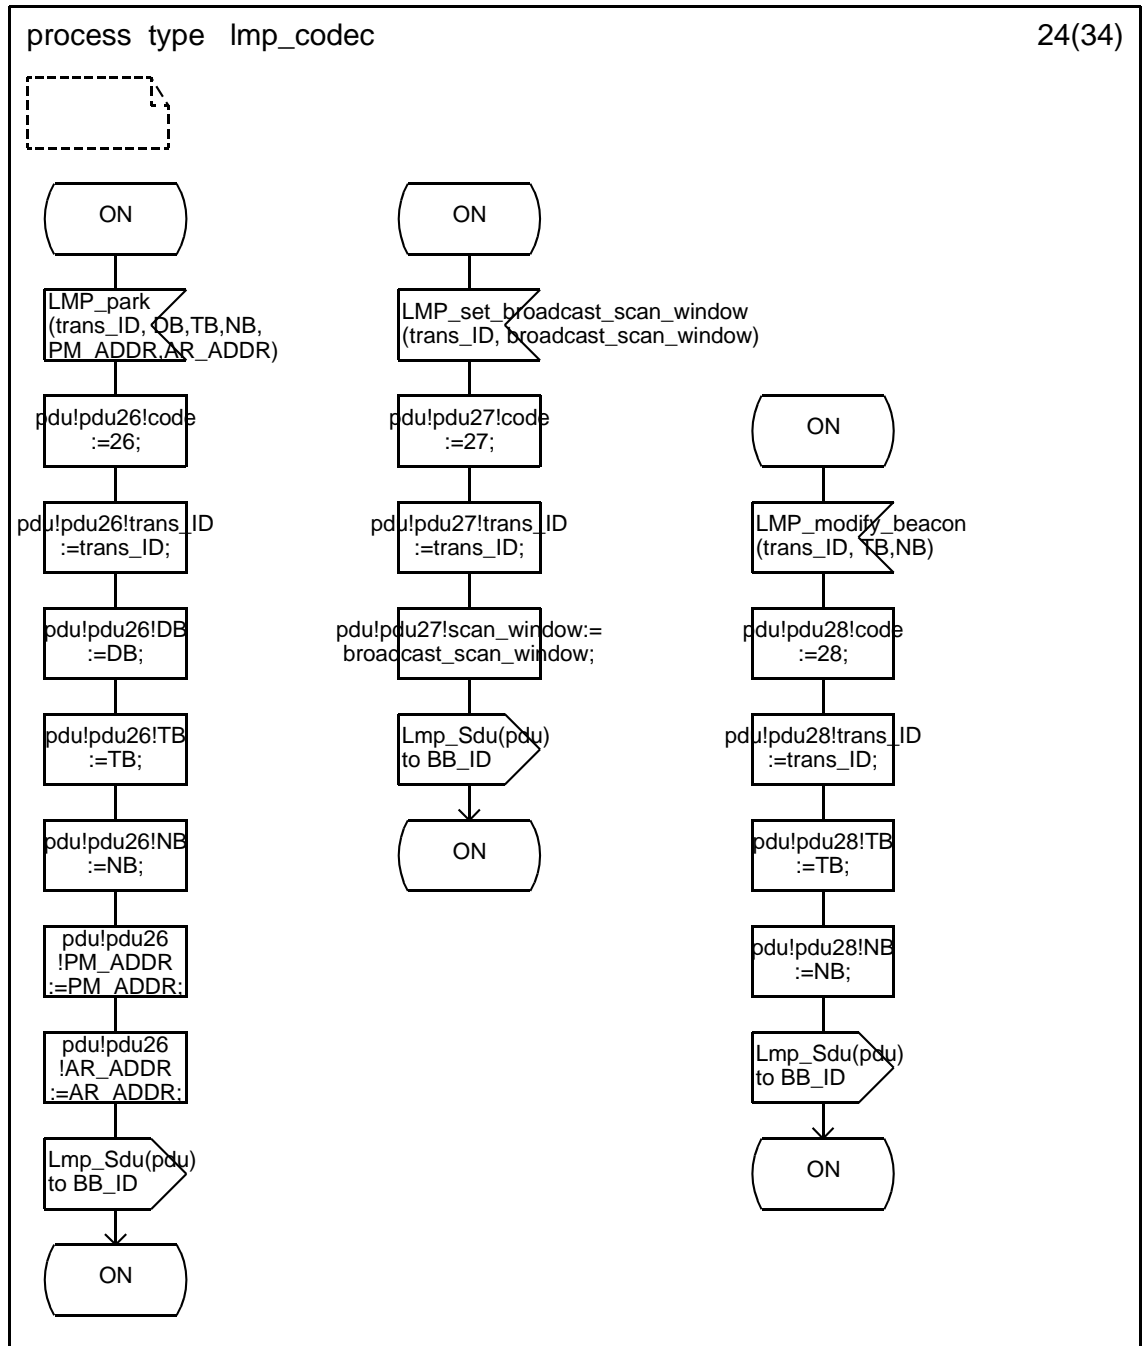 process type lmp_codec
24(34)
ON
LMP_park
(trans_ID, DB,TB,NB,
PM_ADDR,AR_ADDR)
pdu!pdu26!code
:=26;
pdu!pdu26!trans_ID
:=trans_ID;
pdu!pdu26!DB
:=DB;
pdu!pdu26!TB
:=TB;
pdu!pdu26!NB
:=NB;
pdu!pdu26
!PM_ADDR
:=PM_ADDR;
pdu!pdu26
!AR_ADDR
:=AR_ADDR;
Lmp_Sdu(pdu)
to BB_ID
ON
ON
LMP_set_broadcast_scan_window
(trans_ID, broadcast_scan_window)
pdu!pdu27!code
:=27;
pdu!pdu27!trans_ID
:=trans_ID;
pdu!pdu27!scan_window:=
broadcast_scan_window;
Lmp_Sdu(pdu)
to BB_ID
ON
ON
LMP_modify_beacon
(trans_ID, TB,NB)
pdu!pdu28!code
:=28;
pdu!pdu28!trans_ID
:=trans_ID;
pdu!pdu28!TB
:=TB;
pdu!pdu28!NB
:=NB;
Lmp_Sdu(pdu)
to BB_ID
ON